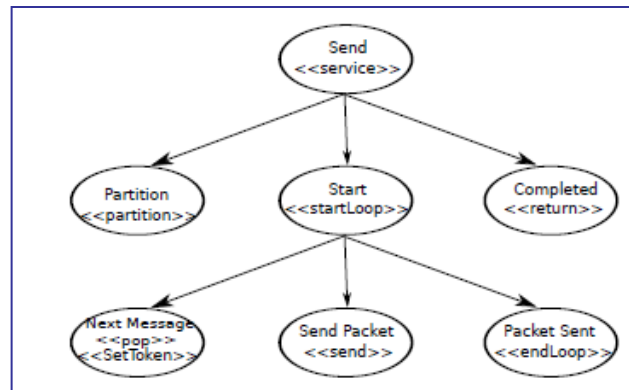 Send
<<service>>
Partition
<<partition>>
Start
<<startLoop>>
Completed
<<return>>
Next Message
<<pop>>
<<SetToken>>
Send Packet
<<send>>
Packet Sent
<<endLoop>>